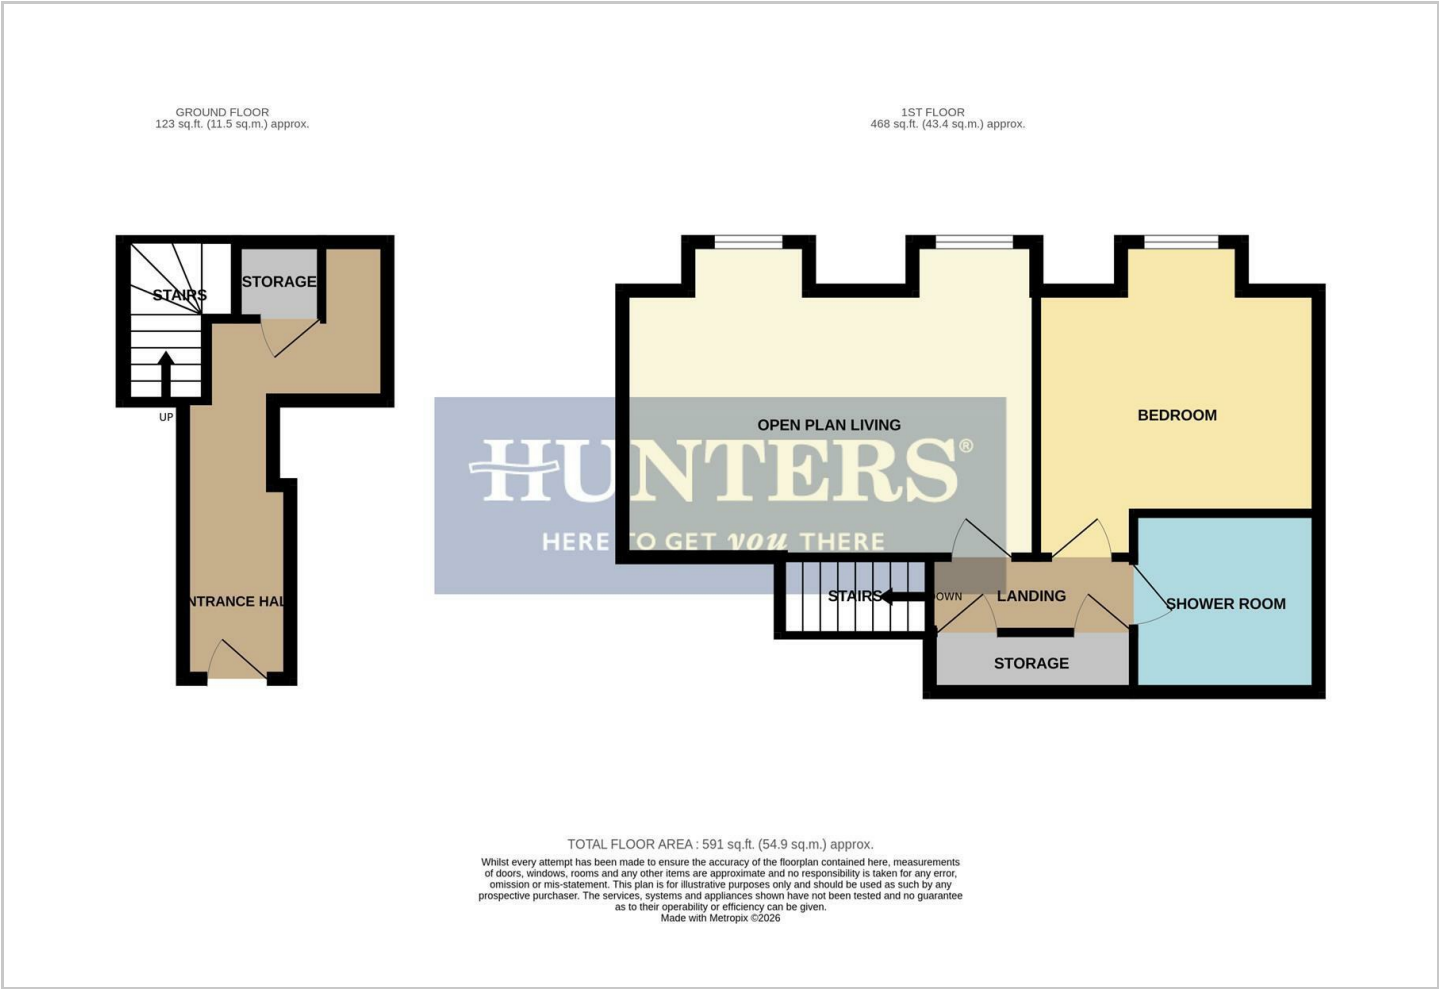 GROUND FLOOR
123 sq.ft. (11.5 sq.m.) approx.
1ST FLOOR
468 sq.ft. (43.4 sq.m.) approx.
STORAGE
STAIRS
UP
NTRANCE HAL
OPEN PLAN LIVING
BEDROOM
HUNTERS®
HERE TO GET you THERE
STAIRS
OWN
LANDING
SHOWER ROOM
STORAGE
TOTAL FLOOR AREA : 591 sq.ft. (54.9 sq.m.) approx.
Whilst every attempt has been made to ensure the accuracy of the floorplan contained here, measurements
of doors, windows, rooms and any other items are approximate and no responsibility is taken for any error,
omission or mis-statement. This plan is for illustrative purposes only and should be used as such by any
prospective purchaser. The services, systems and appliances shown have not been tested and no guarantee
as to their operability or efficiency can be given.
Made with Metropix ©2026